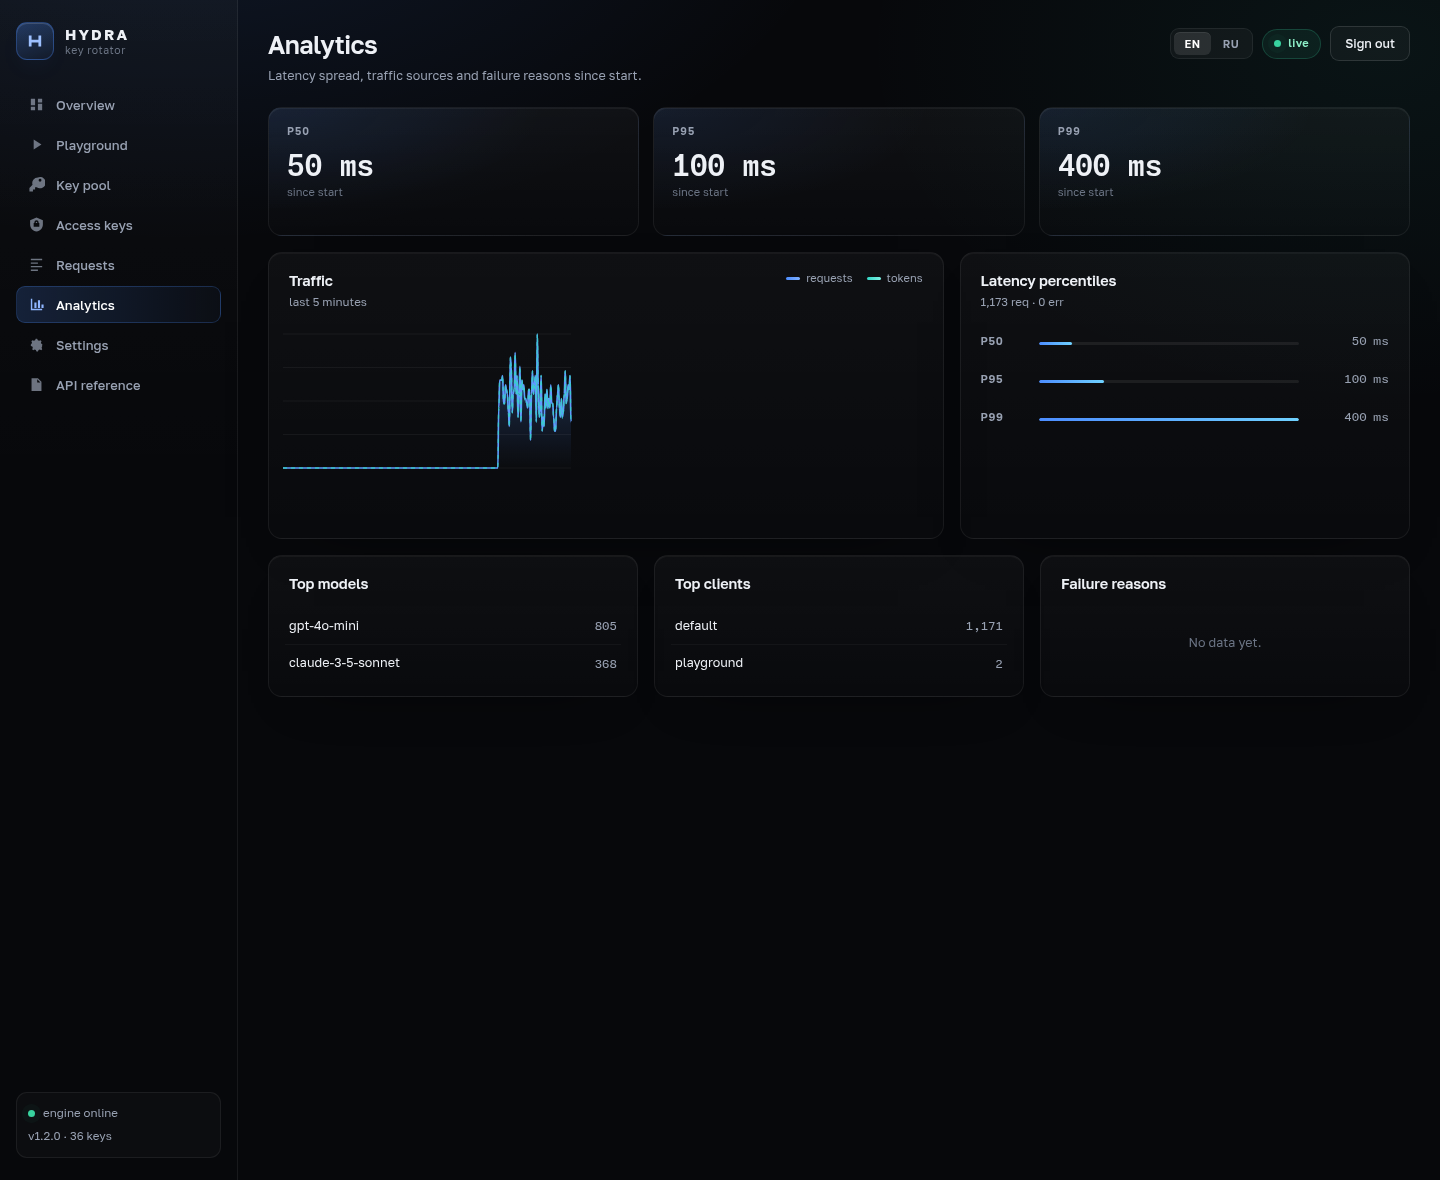 HYDRA
key rotator
Overview
Playground
Key pool
Access keys
Requests
Analytics
Settings
API reference
engine online
v1.2.0 · 36 keys
Analytics
Latency spread, traffic sources and failure reasons since start.
EN RU
live
Sign out
P50
50 ms
since start
P95
100 ms
since start
P99
400 ms
since start
Traffic
last 5 minutes
requests tokens
Latency percentiles
1,173 req · 0 err
P50 50 ms
P95 100 ms
P99 400 ms
Top models
gpt-4o-mini 805
claude-3-5-sonnet 368
Top clients
default 1,171
playground 2
Failure reasons
No data yet.